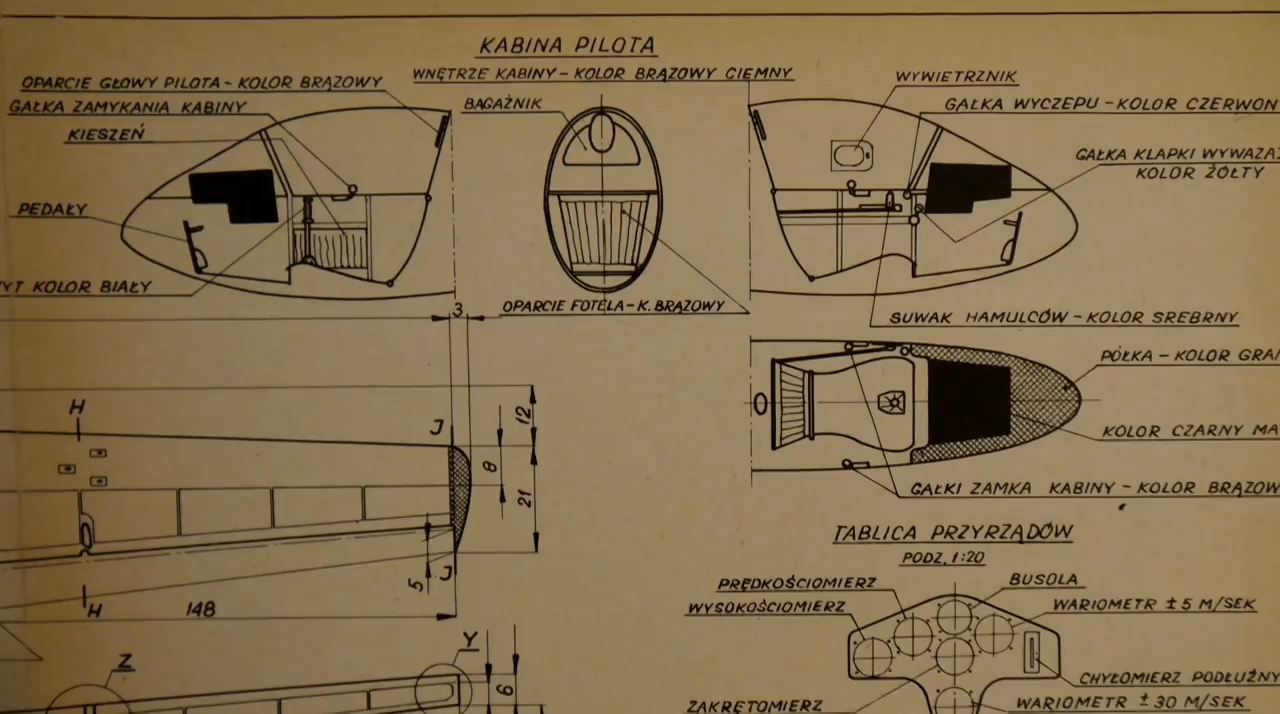 KABINA PILOTA
OPARCIE GŁOWY PILOTA - KOLOR BRĄZOWY
WNĘTRZE KABINY - KOLOR BRĄZOWY CIEMNY
WYWIETRZNIK
GAŁKA ZAMYKANIA KABINY
BAGAŻNIK
GAŁKA WYCZEPU - KOLOR CZERWON
KIESZEŃ
GAŁKA KLAPKI WYWAŻA
KOLOR ŻÓŁTY
PEDAŁY
YT KOLOR BIAŁY
3
OPARCIE FOTELA - K. BRĄZOWY
SUWAK HAMULCÓW - KOLOR SREBRNY
PÓŁKA - KOLOR GRAN
H
J
12
8
21
KOLOR CZARNY MA
GAŁKI ZAMKA KABINY - KOLOR BRĄZOW
TABLICA PRZYRZĄDÓW
PODZ. 1:20
5
J
H
148
PRĘDKOŚCIOMIERZ
BUSOLA
WYSOKOŚCIOMIERZ
WARIOMETR ± 5 M/SEK
Z
Y
6
CHYŁOMIERZ PODŁUŻNY
ZAKRĘTOMIERZ
WARIOMETR ± 30 M/SEK